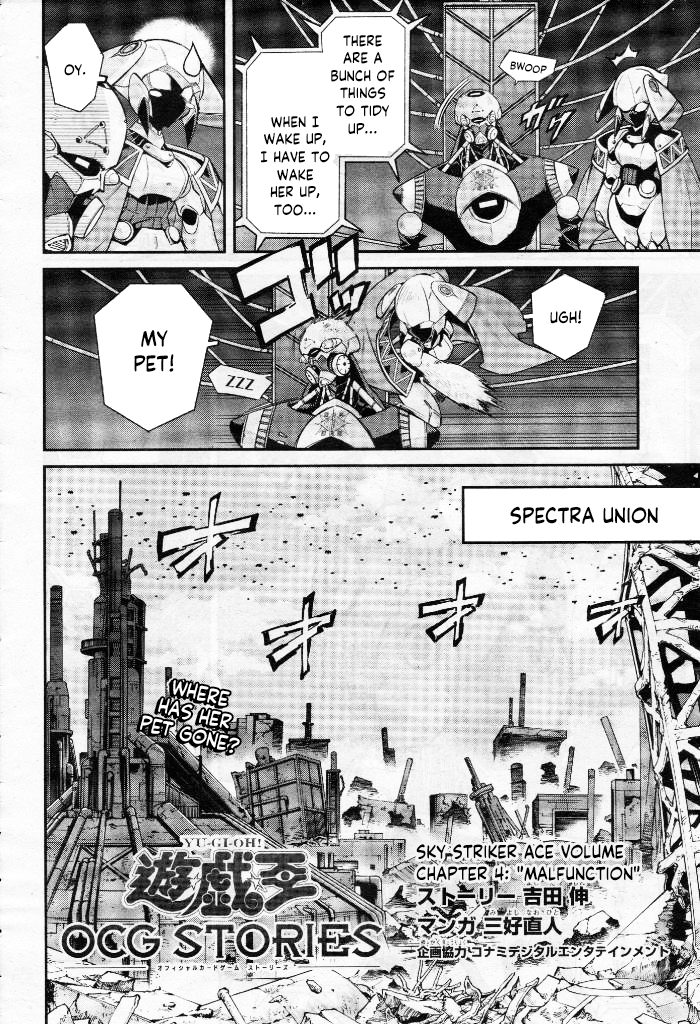 THERE
ARE A
BUNCH OF
THINGS
TO TIDY
UP...
WHEN I
WAKE UP,
I HAVE TO
WAKE
HER UP,
TOO...
BWOOP
ガッ
OY.
UGH!
ゴッ
ZZZ
MY
PET!
SPECTRA UNION
オ
オ
オ
オ
WHERE
HAS HER
PET GONE?
YU-GI-OH!
遊☆戯☆王
OCG STORIES
オフィシャルカードゲーム ストーリーズ
SKY STRIKER ACE VOLUME
CHAPTER 4: "MALFUNCTION"
ストーリー 吉田 伸
マンガ 三好直人
企画協力 コナミデジタルエンタテインメント